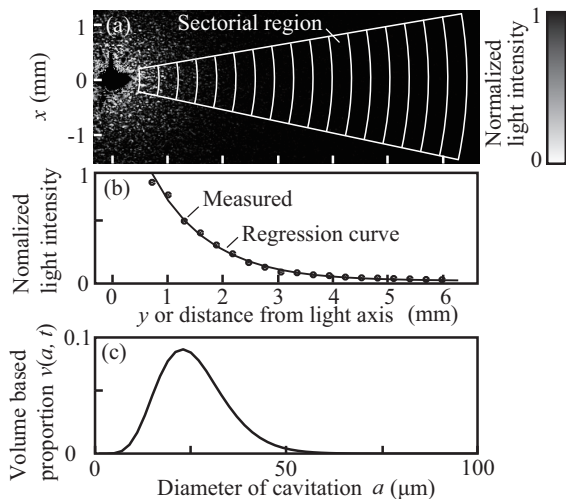 (a)
Sectorial region
1
0
-1
x (mm)
1
0
Normalized
light intensity
(b)
Measured
Regression curve
1
0
Nomalized
light intensity
0 1 2 3 4 5 6
y or distance from light axis (mm)
(c)
0.1
0
Volume based
proportion v(a, t)
0 50 100
Diameter of cavitation a (μm)